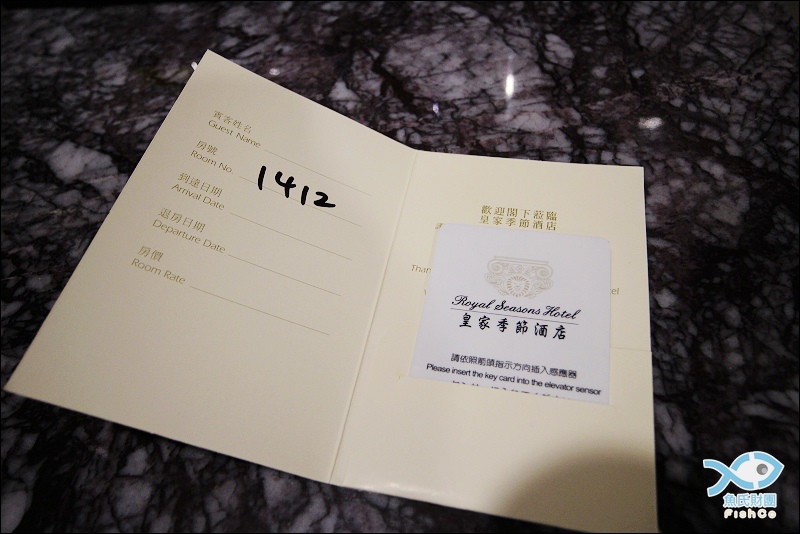 賓客姓名
Guest Name
房號
Room No.
1412
到達日期
Arrival Date
退房日期
Departure Date
房價
Room Rate
歡迎閣下蒞臨
皇家季節酒店
Royal Seasons Hotel
皇家季節酒店
請依照箭頭指示方向插入感應器
Please insert the key card into the elevator sensor
魚氏財團
FishCo